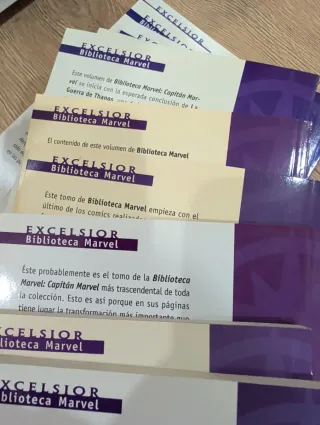 EXCELSIOR
EXCELSIOR
Biblioteca Marvel
Este volumen de Biblioteca Marvel: Capitán Mar-
vel se inicia con la esperada conclusión de La
Guerra de Thanos
EXCELSIOR
Biblioteca Marvel
El contenido de este volumen de Biblioteca Marvel
EXCELSIOR
Biblioteca Marvel
Este tomo de Biblioteca Marvel empieza con el
último de los comics
EXCELSIOR
Biblioteca Marvel
Éste probablemente es el tomo de la Biblioteca
Marvel: Capitán Marvel más trascendental de toda
la colección. Esto es así porque en sus páginas
tiene lugar la transformación más importante que
EXCELSIOR
Biblioteca Marvel
EXCELSIOR
Biblioteca Marvel